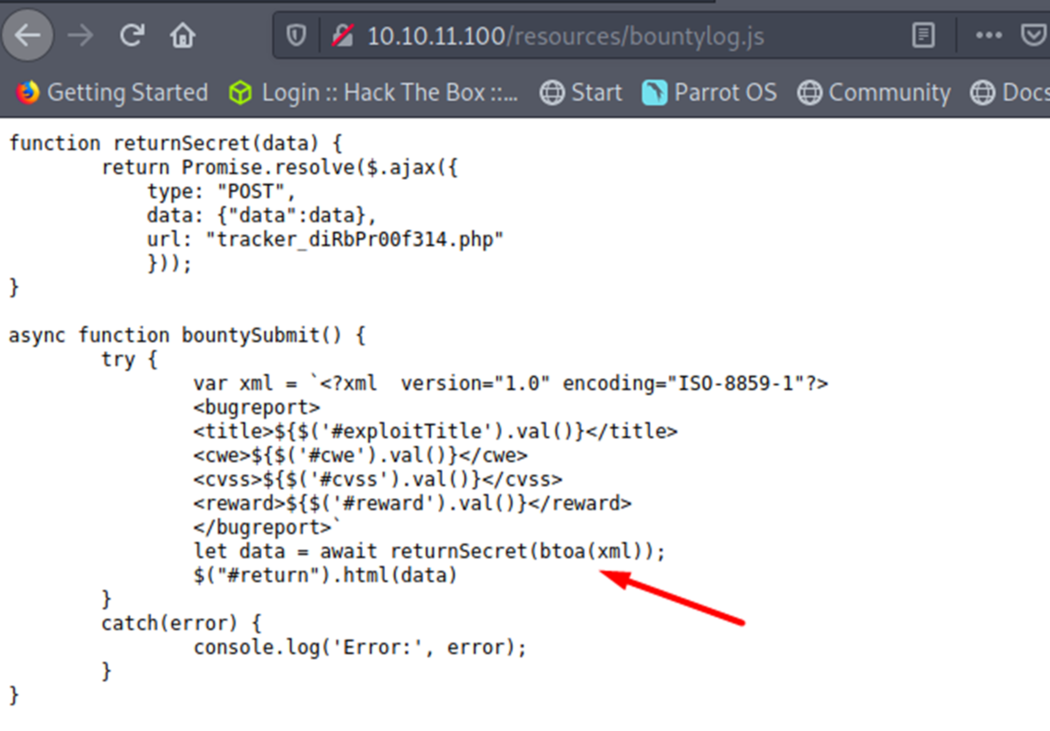 10.10.11.100/resources/bountylog.js
Getting Started Login :: Hack The Box ::... Start Parrot OS Community Docs
function returnSecret(data) {
        return Promise.resolve($.ajax({
            type: "POST",
            data: {"data":data},
            url: "tracker_diRbPr00f314.php"
            }));
}
async function bountySubmit() {
        try {
                var xml = `<?xml  version="1.0" encoding="ISO-8859-1"?>
                <bugreport>
                <title>${$('#exploitTitle').val()}</title>
                <cwe>${$('#cwe').val()}</cwe>
                <cvss>${$('#cvss').val()}</cvss>
                <reward>${$('#reward').val()}</reward>
                </bugreport>`
                let data = await returnSecret(btoa(xml));
                $("#return").html(data)
        }
        catch(error) {
                console.log('Error:', error);
        }
}